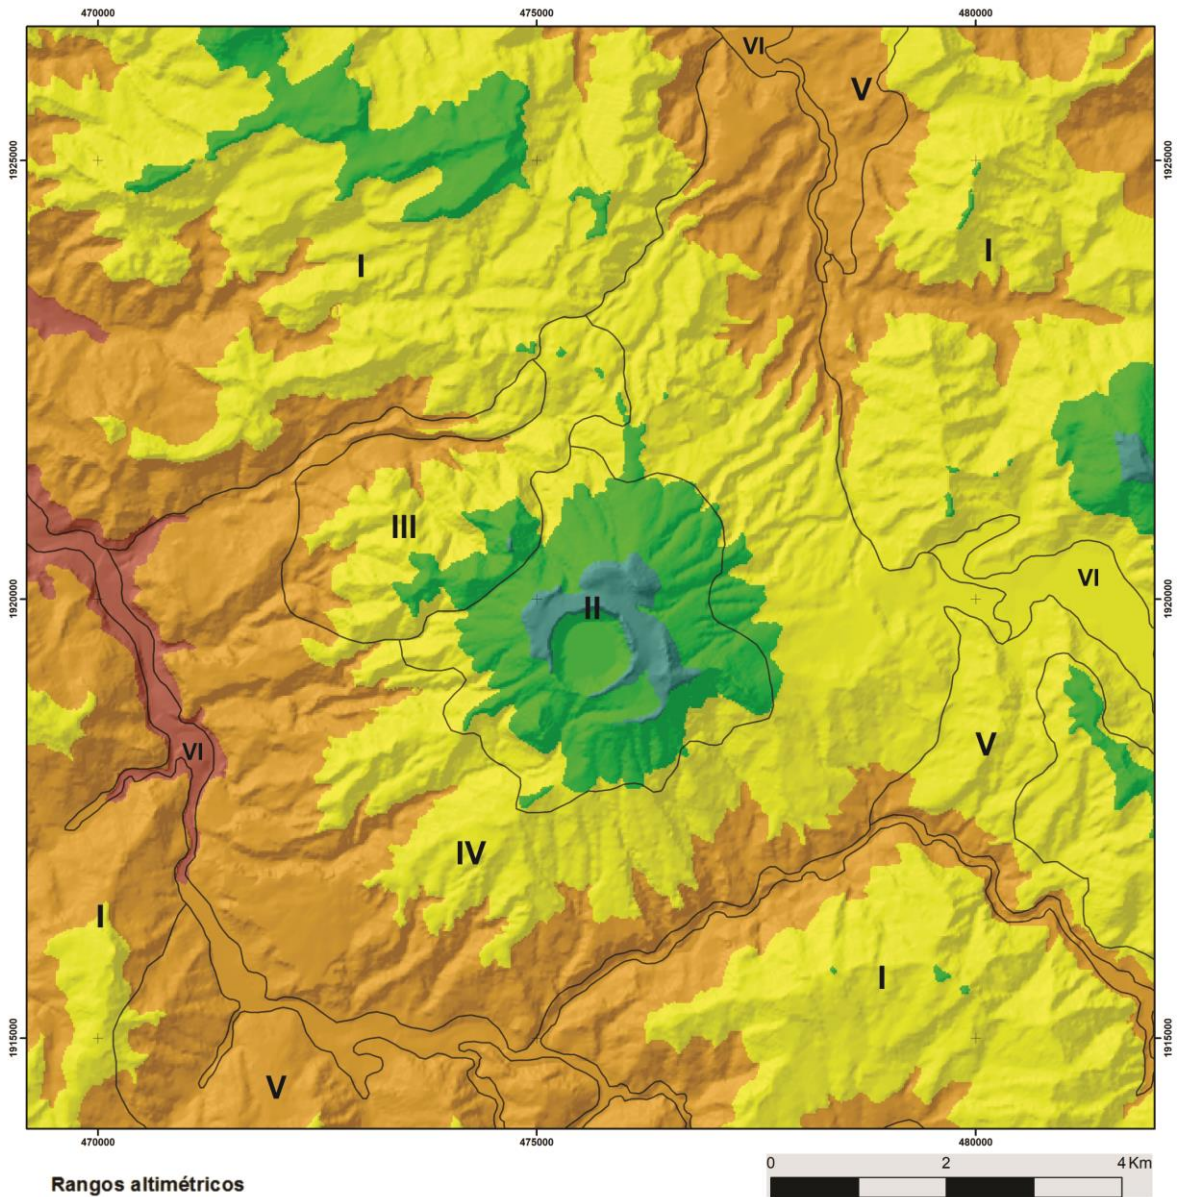 470000 475000 480000
VI
V
1925000 1925000
I I
III
1920000 VI 1920000
II
V
VI
IV
I
I
1915000 1915000
V
470000 475000 480000
Rangos altimétricos
0 2 4 Km